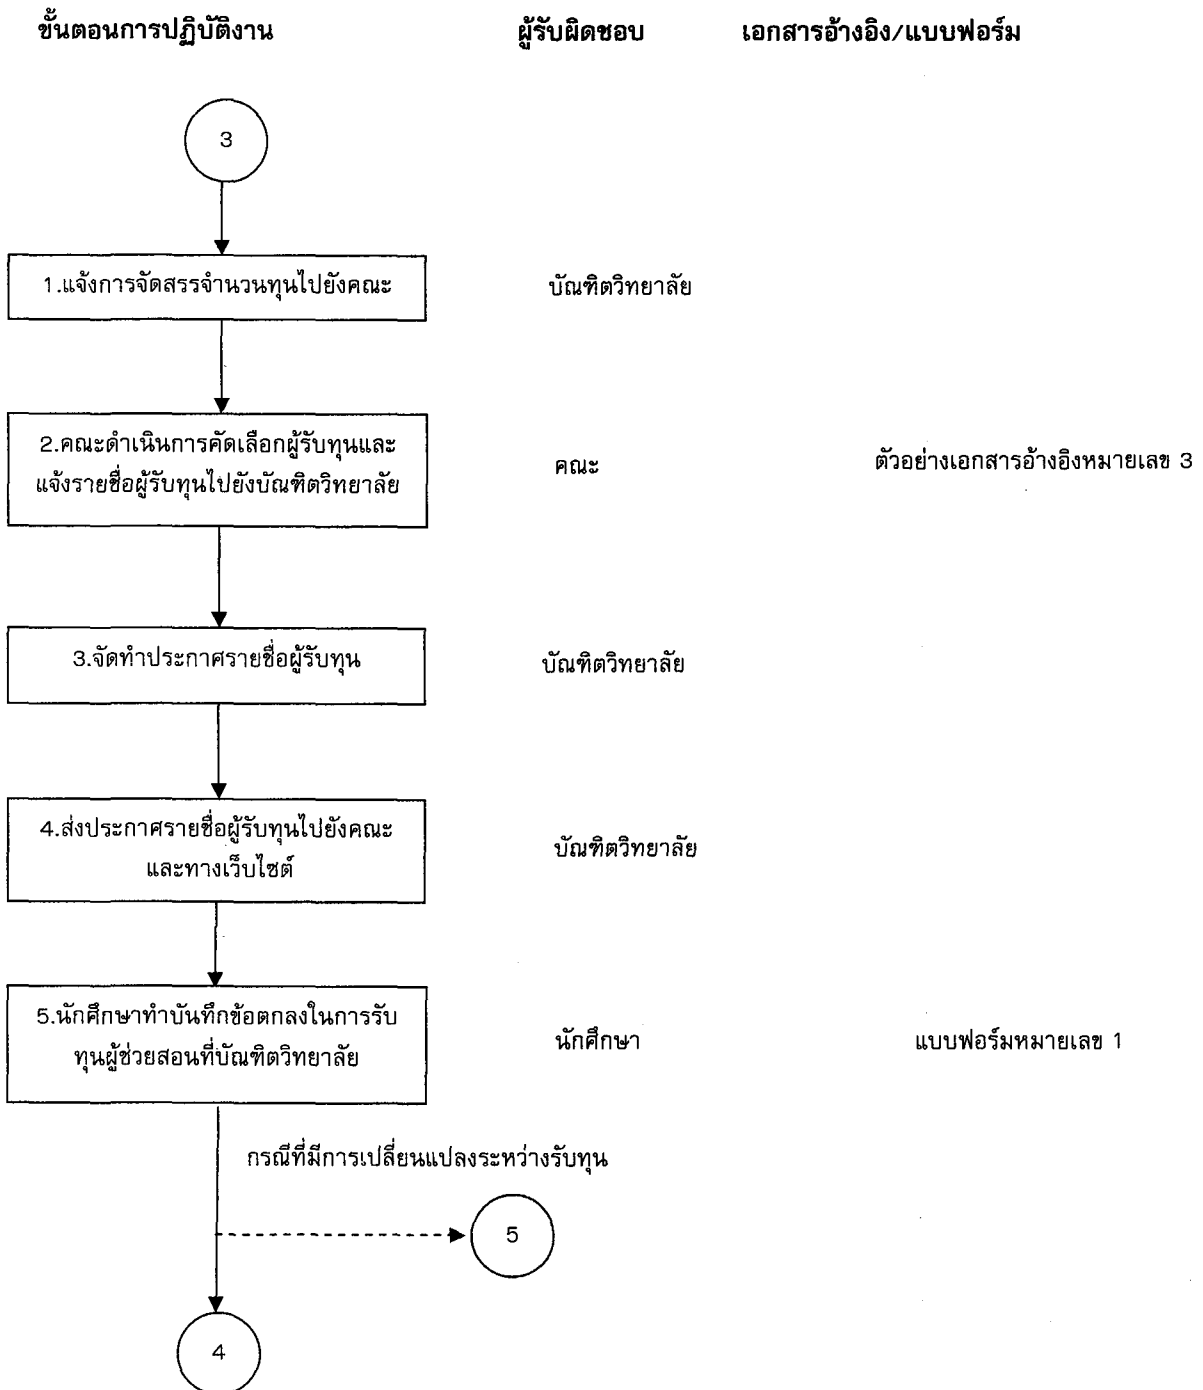 ขั้นตอนการปฏิบัติงาน ผู้รับผิดชอบ เอกสารอ้างอิง/แบบฟอร์ม
3
1.แจ้งการจัดสรรจำนวนทุนไปยังคณะ บัณฑิตวิทยาลัย
2.คณะดำเนินการคัดเลือกผู้รับทุนและ
แจ้งรายชื่อผู้รับทุนไปยังบัณฑิตวิทยาลัย
คณะ ตัวอย่างเอกสารอ้างอิงหมายเลข 3
3.จัดทำประกาศรายชื่อผู้รับทุน บัณฑิตวิทยาลัย
4.ส่งประกาศรายชื่อผู้รับทุนไปยังคณะ
และทางเว็บไซต์
บัณฑิตวิทยาลัย
5.นักศึกษาทำบันทึกข้อตกลงในการรับ
ทุนผู้ช่วยสอนที่บัณฑิตวิทยาลัย
นักศึกษา แบบฟอร์มหมายเลข 1
กรณีที่มีการเปลี่ยนแปลงระหว่างรับทุน
5
4